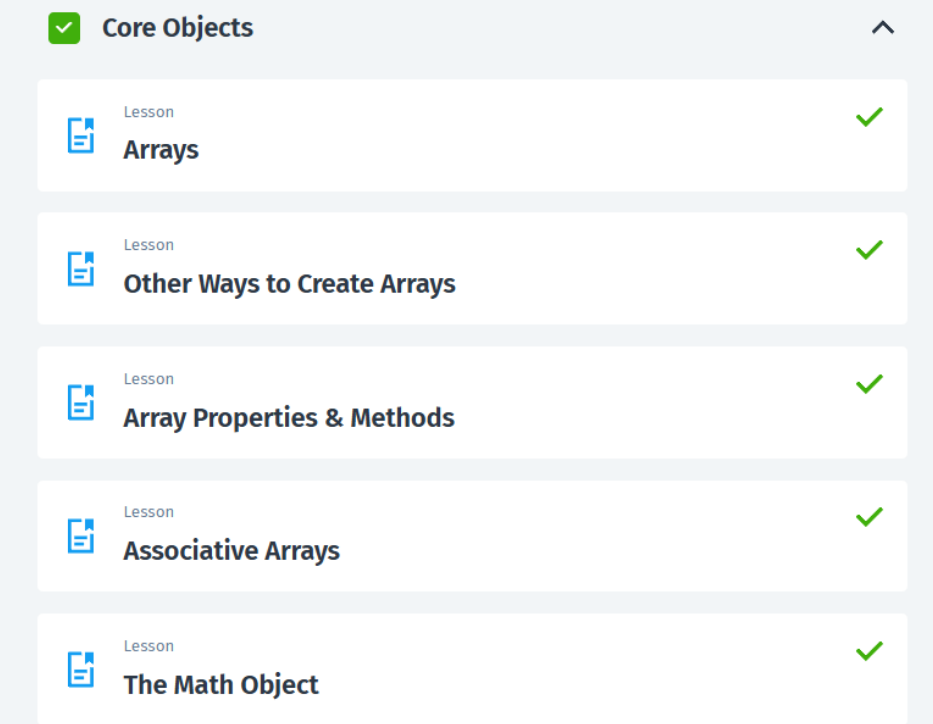 Core Objects
Lesson
Arrays
Lesson
Other Ways to Create Arrays
Lesson
Array Properties & Methods
Lesson
Associative Arrays
Lesson
The Math Object